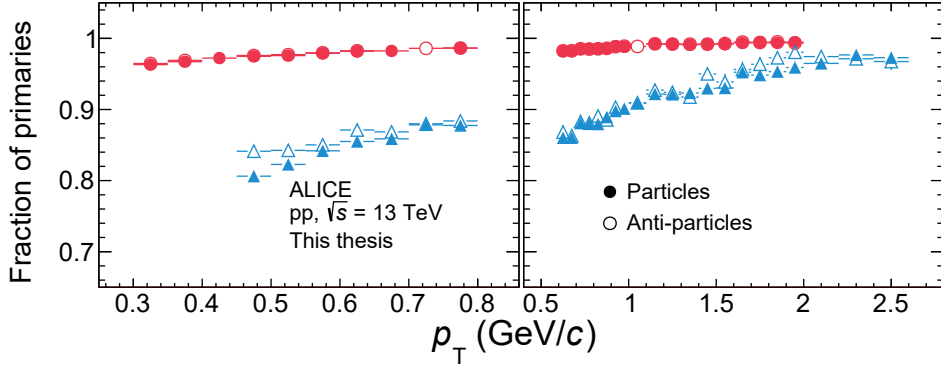 Fraction of primaries
1
0.9
0.8
0.7
ALICE
pp, √s = 13 TeV
This thesis
Particles
Anti-particles
0.3 0.4 0.5 0.6 0.7 0.8 0.5 1 1.5 2 2.5
p_T (GeV/c)